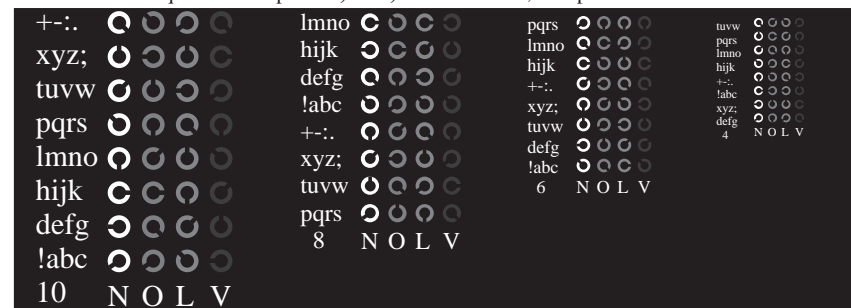 +-:.
xyz;
tuvw
pqrs
lmno
hijk
defg
!abc
10 N O L V
lmno
hijk
defg
!abc
+-:.
xyz;
tuvw
pqrs
8 N O L V
pqrs
lmno
hijk
+-:.
xyz;
tuvw
defg
!abc
6 N O L V
tuvw
pqrs
lmno
hijk
+-:.
!abc
xyz;
defg
4 N O L V